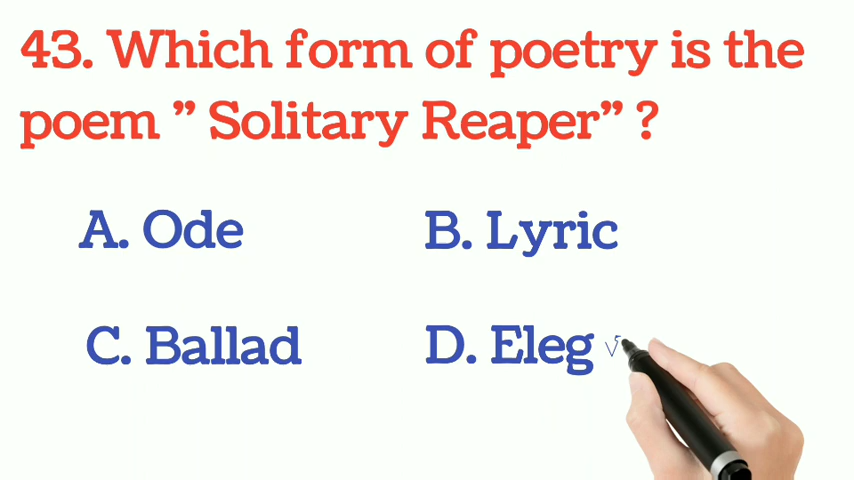 43. Which form of poetry is the
poem ” Solitary Reaper” ?
A. Ode
B. Lyric
C. Ballad
D. Eleg